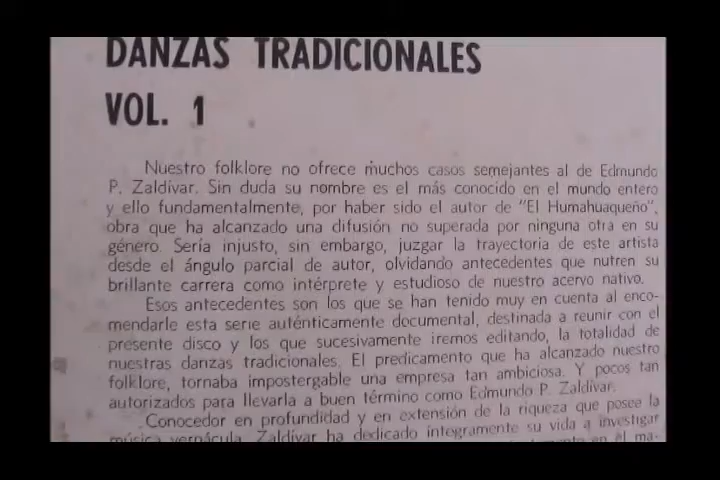 DANZAS TRADICIONALES
VOL. 1
Nuestro folklore no ofrece muchos casos semejantes al de Edmundo
P. Zaldívar. Sin duda su nombre es el más conocido en el mundo entero
y ello fundamentalmente, por haber sido el autor de "El Humahuaqueño",
obra que ha alcanzado una difusión no superada por ninguna otra en su
género. Sería injusto, sin embargo, juzgar la trayectoria de este artista
desde el ángulo parcial de autor, olvidando antecedentes que nutren su
brillante carrera como intérprete y estudioso de nuestro acervo nativo.
Esos antecedentes son los que se han tenido muy en cuenta al enco-
mendarle esta serie auténticamente documental, destinada a reunir con el
presente disco y los que sucesivamente iremos editando, la totalidad de
nuestras danzas tradicionales. El predicamento que ha alcanzado nuestro
folklore, tornaba impostergable una empresa tan ambiciosa. Y pocos tan
autorizados para llevarla a buen término como Edmundo P. Zaldívar.
Conocedor en profundidad y en extensión de la riqueza que posee la
música vernácula, Zaldívar ha dedicado íntegramente su vida a investigar
en el ma-